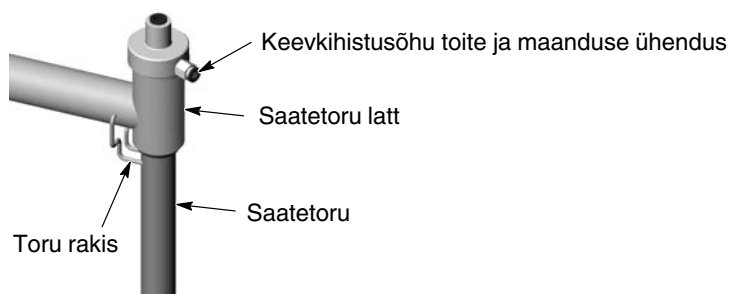 Keevkihistusõhu toite ja maanduse ühendus
Saatetoru latt
Saatetoru
Toru rakis